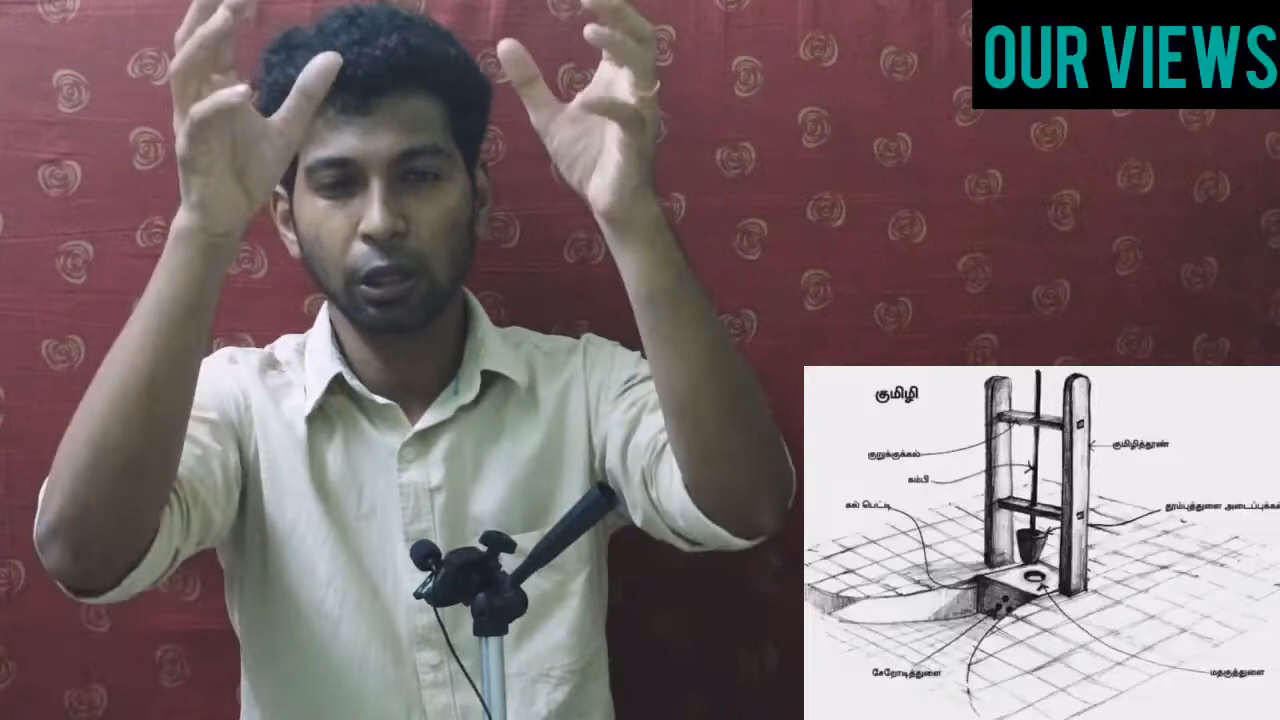 OUR VIEWS
குமிழி
குமிழித்தூண்
குறுக்குக்கல்
கம்பி
கல் பெட்டி
தூம்புத்துளை அடைப்புக்கல்
சேறோடித்துளை
மதகுத்துளை